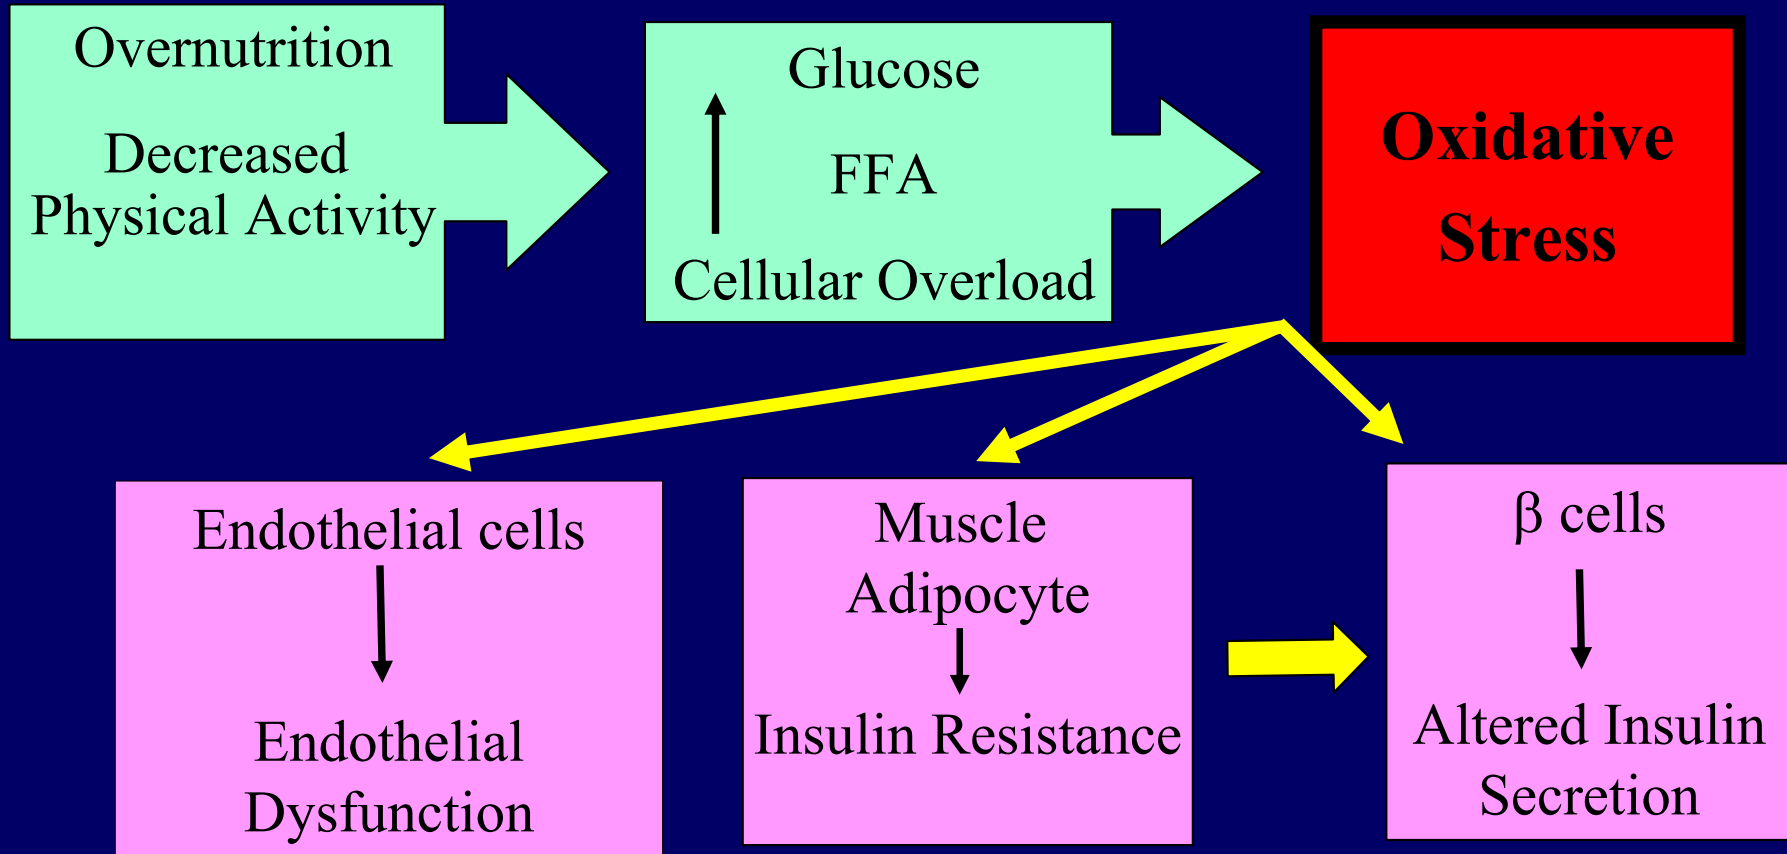 Overnutrition
Decreased
Physical Activity
Glucose
FFA
Cellular Overload
Oxidative
Stress
Endothelial cells
Endothelial
Dysfunction
Muscle
Adipocyte
Insulin Resistance
β cells
Altered Insulin
Secretion